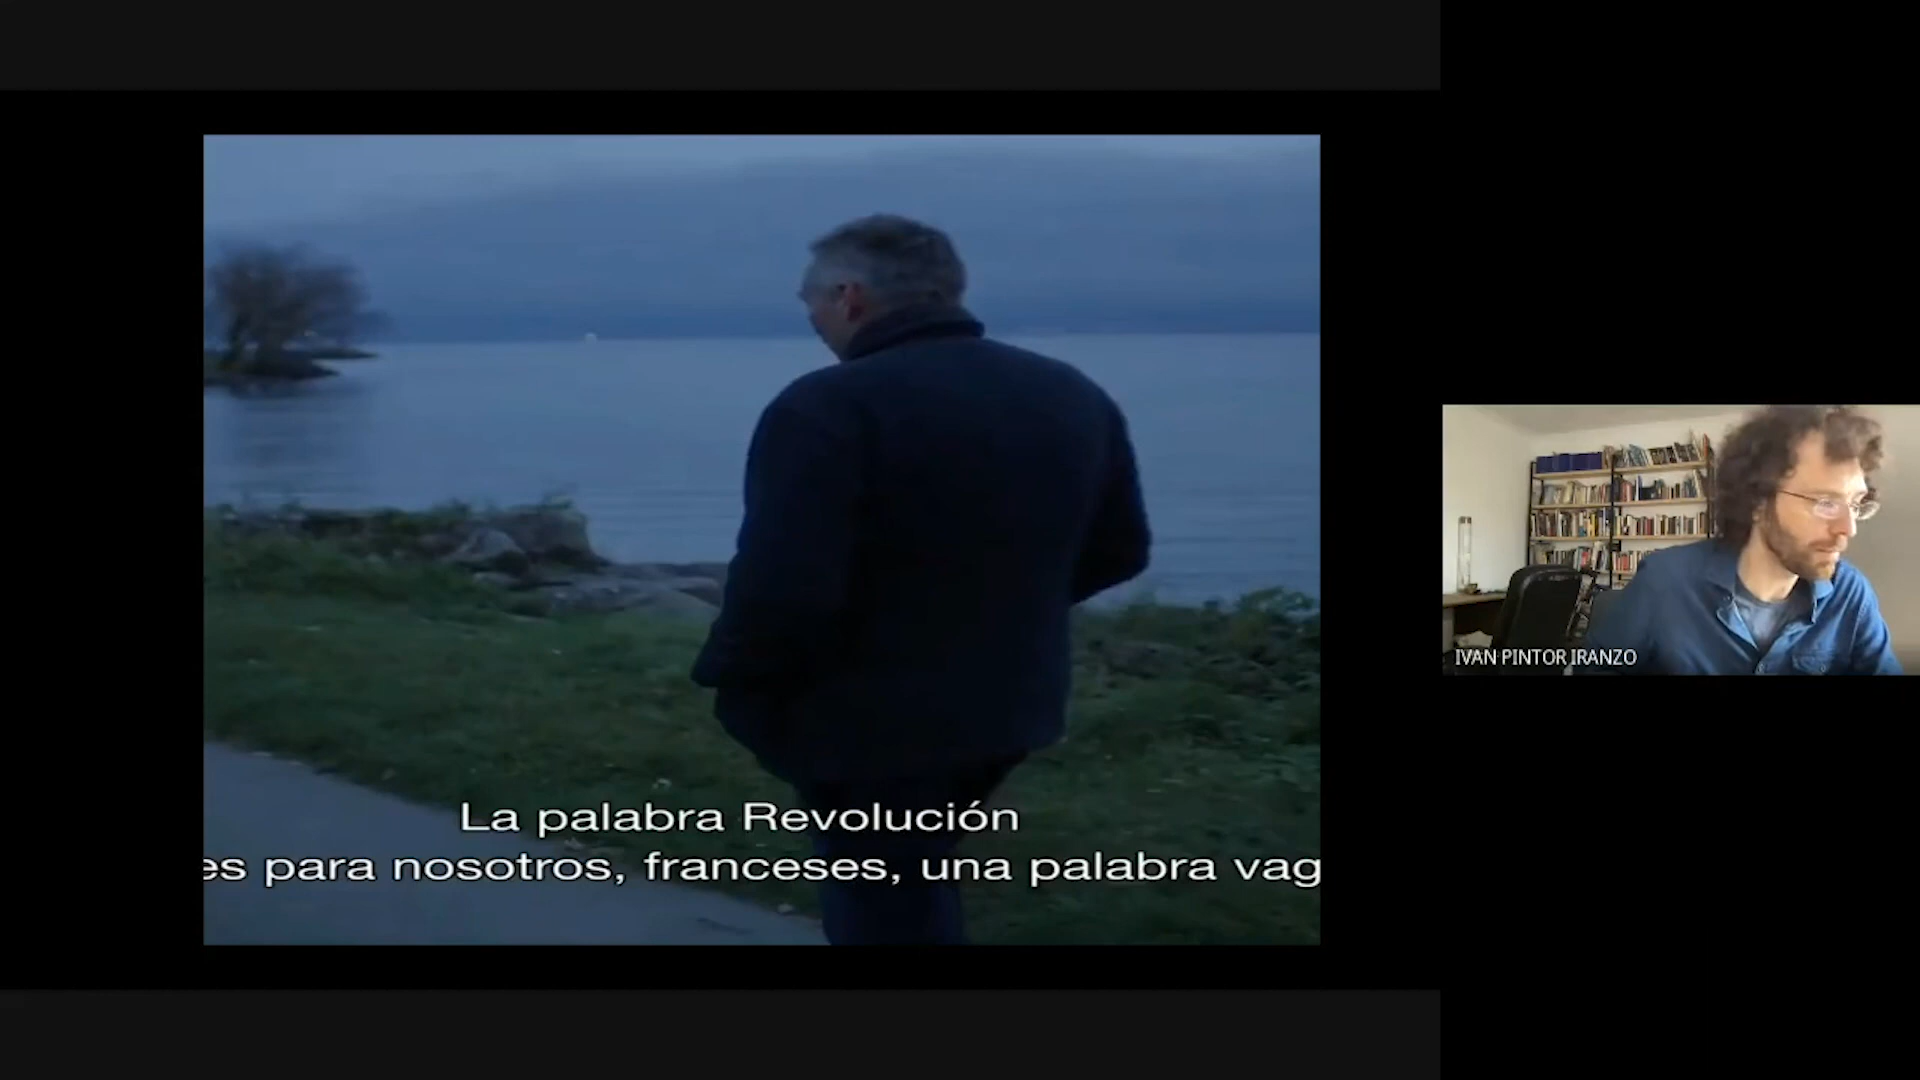 La palabra Revolución
es para nosotros, franceses, una palabra vag
IVAN PINTOR IRANZO